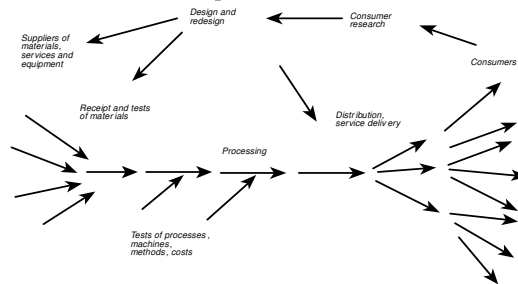 Design and
redesign
Consumer
research
Suppliers of
materials,
services and
equipment
Consumers
Receipt and tests
of materials
Distribution,
service delivery
Processing
Tests of processes,
machines,
methods, costs